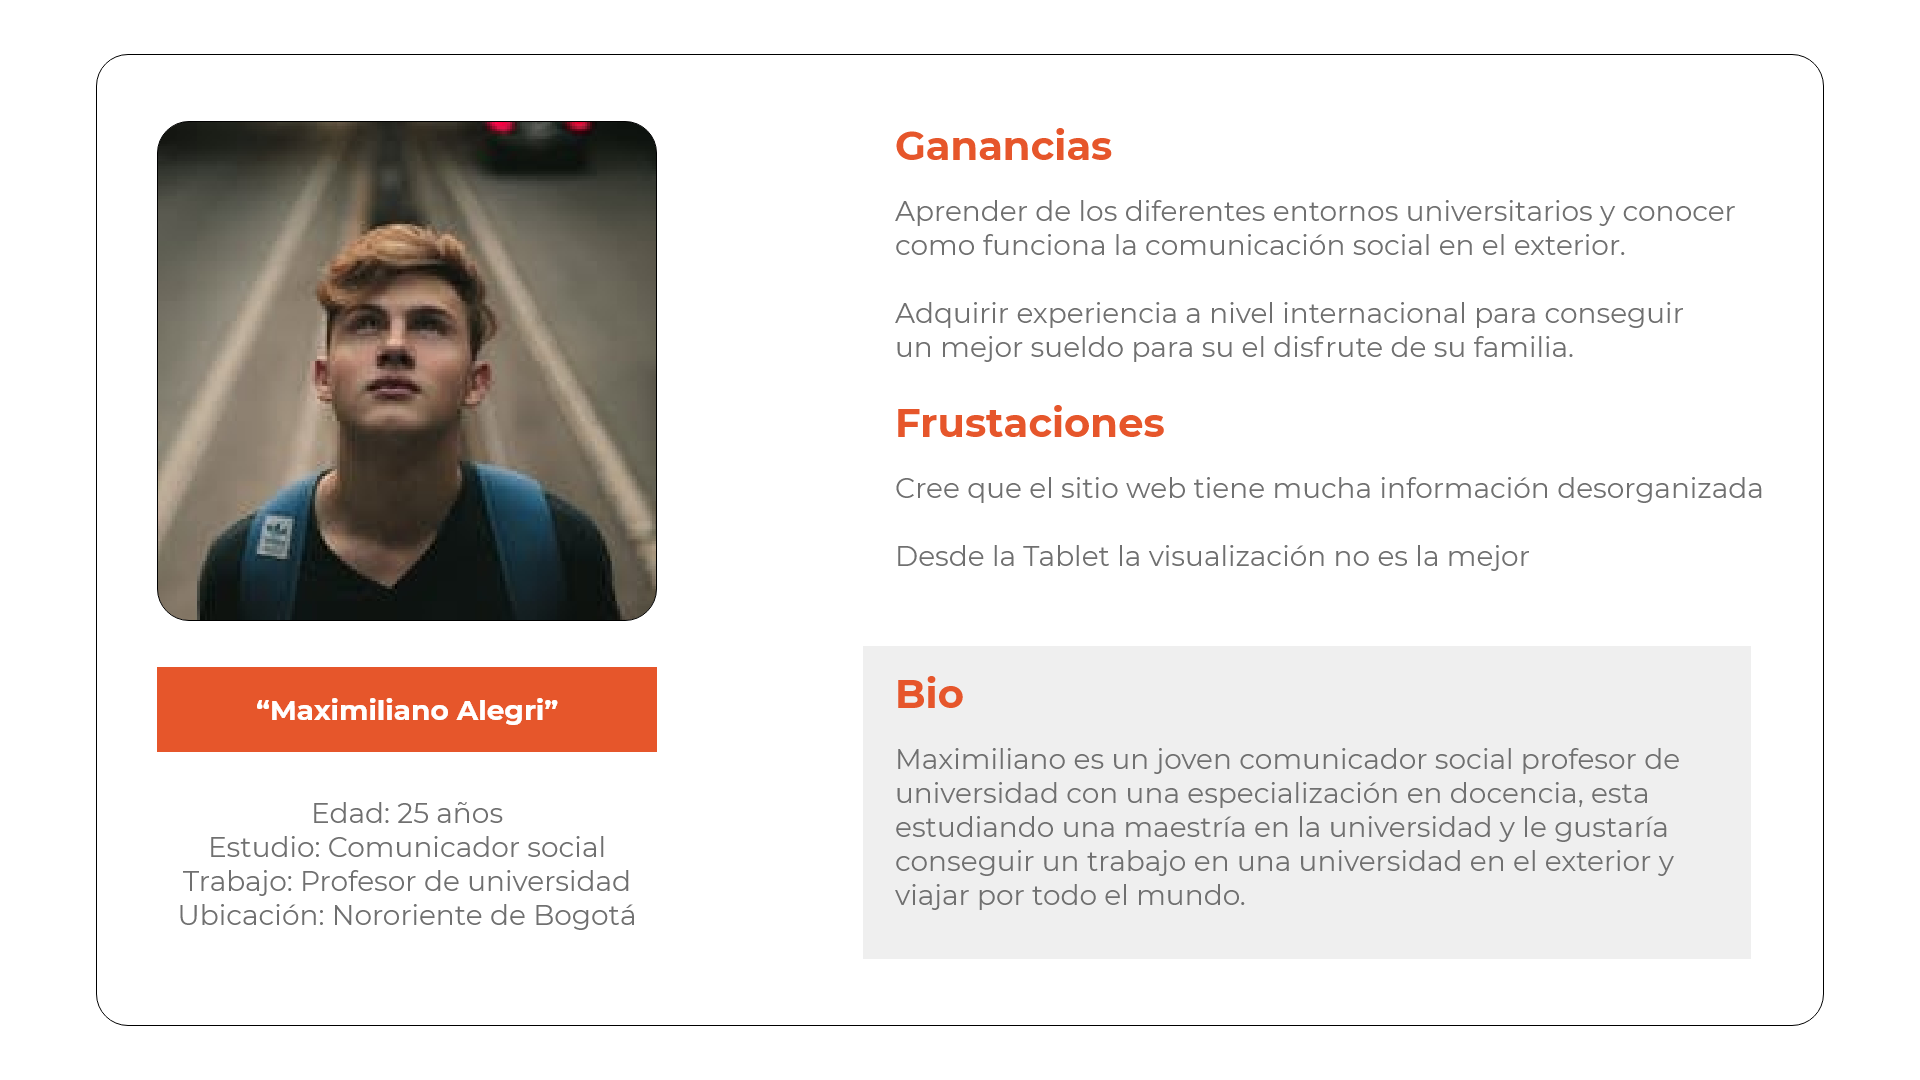 Ganancias
Aprender de los diferentes entornos universitarios y conocer
como funciona la comunicación social en el exterior.
Adquirir experiencia a nivel internacional para conseguir
un mejor sueldo para su el disfrute de su familia.
Frustaciones
Cree que el sitio web tiene mucha información desorganizada
Desde la Tablet la visualización no es la mejor
“Maximiliano Alegri”
Edad: 25 años
Estudio: Comunicador social
Trabajo: Profesor de universidad
Ubicación: Nororiente de Bogotá
Bio
Maximiliano es un joven comunicador social profesor de
universidad con una especialización en docencia, esta
estudiando una maestría en la universidad y le gustaría
conseguir un trabajo en una universidad en el exterior y
viajar por todo el mundo.